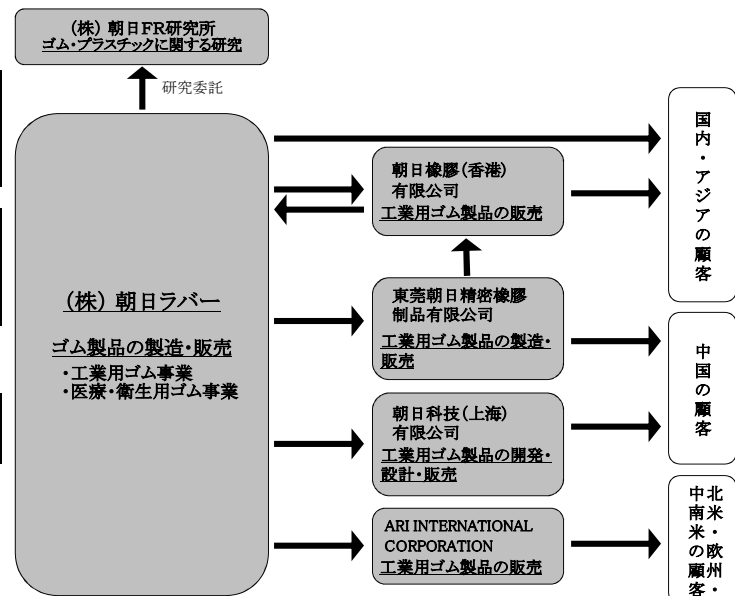 (株) 朝日FR研究所
ゴム・プラスチックに関する研究
研究委託
(株) 朝日ラバー
ゴム製品の製造・販売
・工業用ゴム事業
・医療・衛生用ゴム事業
朝日橡膠(香港)
有限公司
工業用ゴム製品の販売
東莞朝日精密橡膠
制品有限公司
工業用ゴム製品の製造・
販売
朝日科技(上海)
有限公司
工業用ゴム製品の開発・
設計・販売
ARI INTERNATIONAL
CORPORATION
工業用ゴム製品の販売
国内・アジアの顧客
中国の顧客
北米・欧州・
中南米の顧客